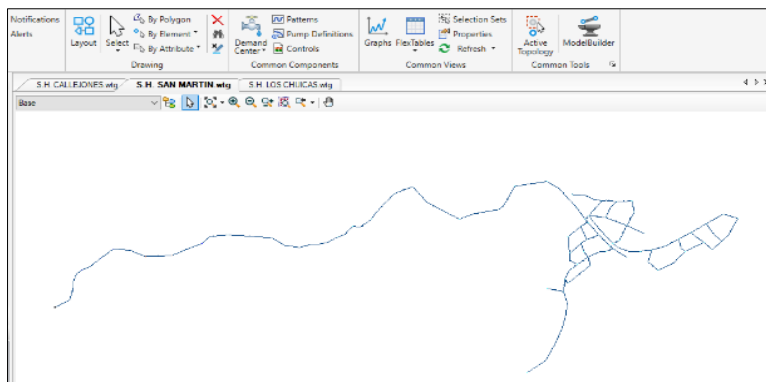 Notifications
Alerts
Layout
Select
By Polygon
By Element
By Attribute
Drawing
Demand Center
Patterns
Pump Definitions
Controls
Common Components
Graphs
FlexTables
Selection Sets
Properties
Refresh
Common Views
Active Topology
ModelBuilder
Common Tools
S.H. CALLEJONES.wtg
S.H. SAN MARTIN.wtg
S.H. LOS CHUICAS.wtg
Base